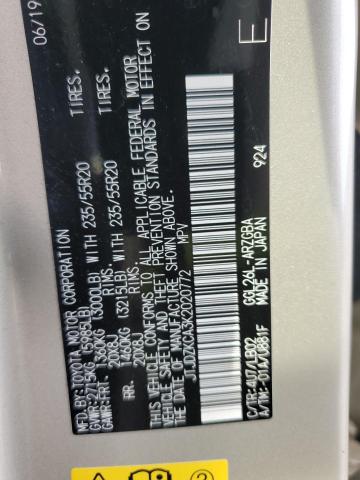 MFD.BY:TOYOTA MOTOR CORPORATION 06/19
GVWR:2715KG (5985LB)
GAWR:FRT. 1360KG (3000LB) WITH 235/55R20 TIRES.
20X8J RIMS.
RR. 1460KG (3215LB) WITH 235/55R20 TIRES.
20X8J RIMS.
THIS VEHICLE CONFORMS TO ALL APPLICABLE FEDERAL MOTOR
VEHICLE SAFETY AND THEFT PREVENTION STANDARDS IN EFFECT ON
THE DATE OF MANUFACTURE SHOWN ABOVE.
JTJDZKCA3K2020772 MPV
E
C/TR:4U7/LB02 GGL26L-ARZGBA 924
A/TM:-01A/U881F MADE IN JAPAN